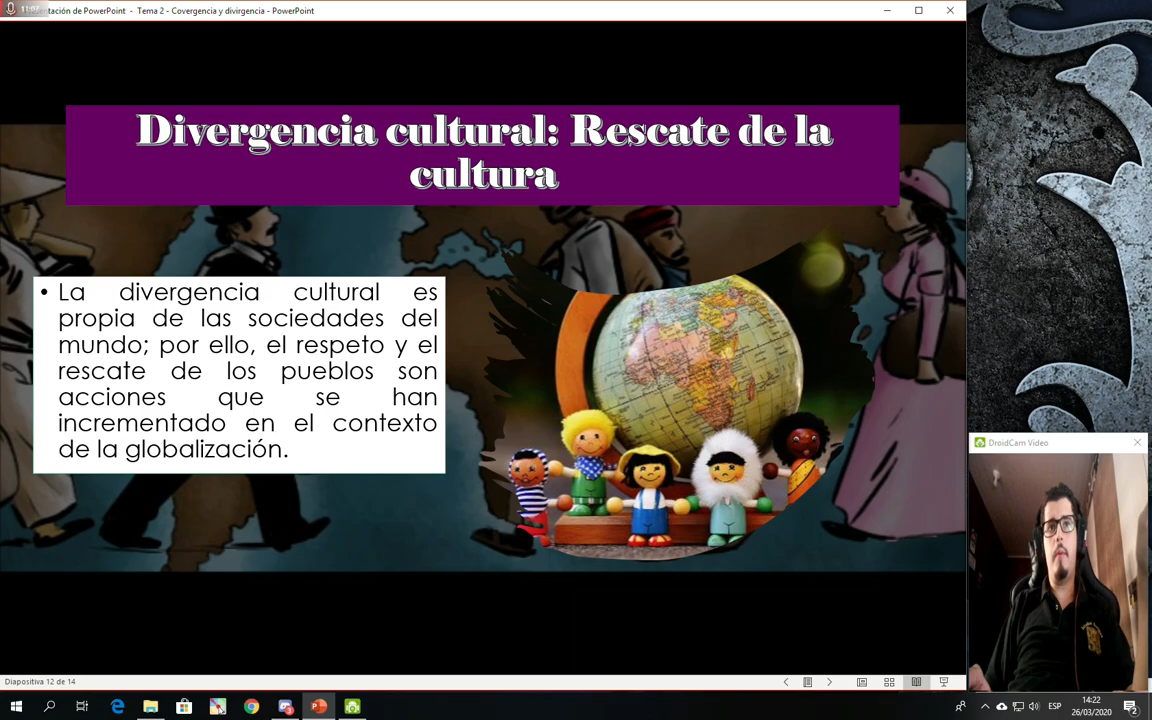 11:07
tación de PowerPoint - Tema 2 - Covergencia y divirgencia - PowerPoint
Divergencia cultural: Rescate de la
cultura
• La divergencia cultural es
propia de las sociedades del
mundo; por ello, el respeto y el
rescate de los pueblos son
acciones que se han
incrementado en el contexto
de la globalización.
DroidCam Video
Diapositiva 12 de 14
ESP
14:22
26/03/2020
2